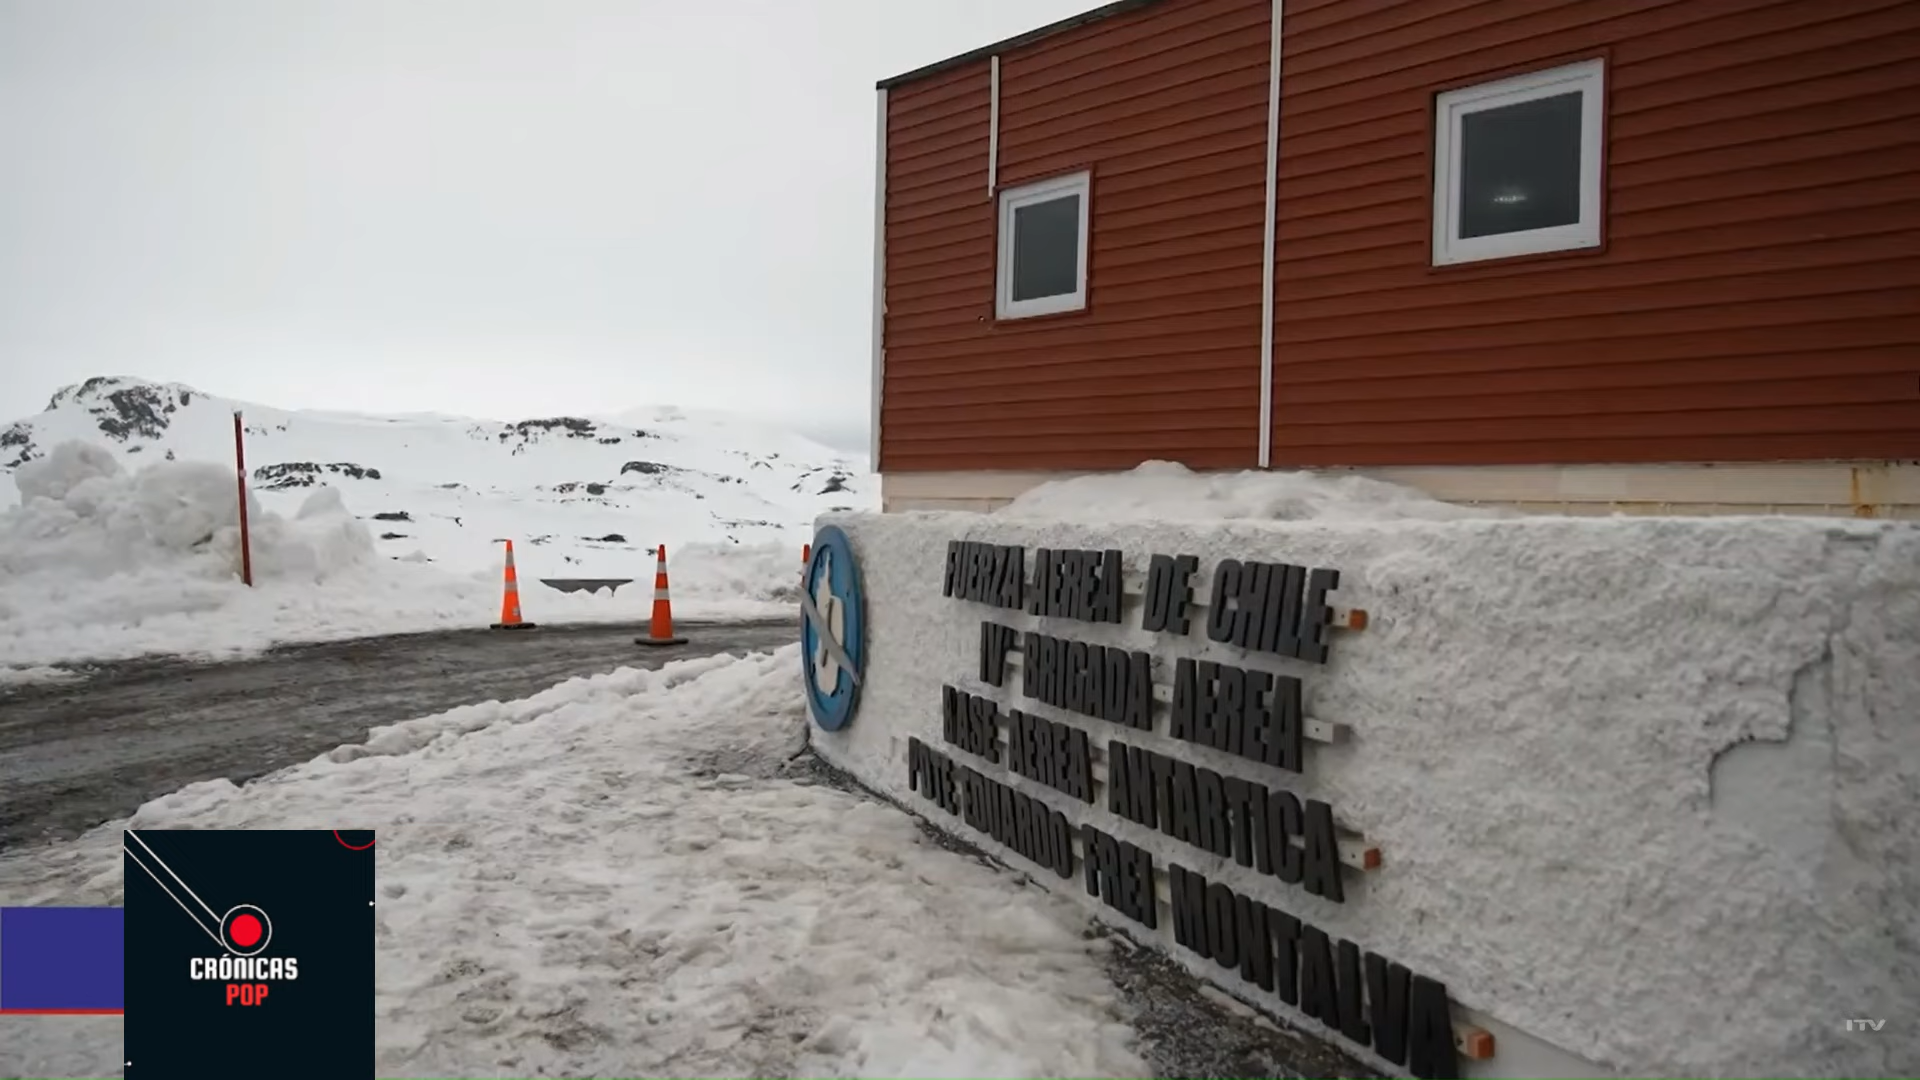 FUERZA AEREA DE CHILE
IVª BRIGADA AEREA
BASE AEREA ANTARTICA
PDTE EDUARDO FREI MONTALVA
CRÓNICAS
POP
ITV